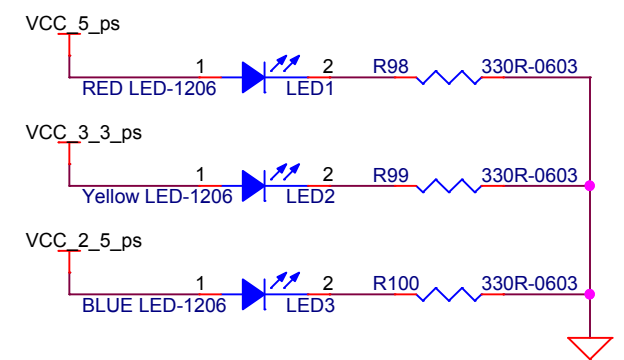 VCC_5_ps
1 2 R98 330R-0603
RED LED-1206 LED1
VCC_3_3_ps
1 2 R99 330R-0603
Yellow LED-1206 LED2
VCC_2_5_ps
1 2 R100 330R-0603
BLUE LED-1206 LED3